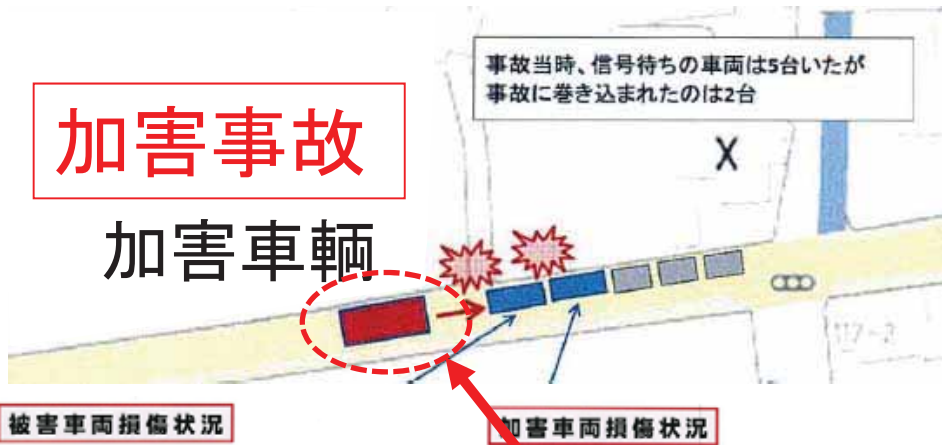 事故当時、信号待ちの車両は5台いたが
事故に巻き込まれたのは2台
加害事故
X
加害車輌
被害車両損傷状況
加害車両損傷状況